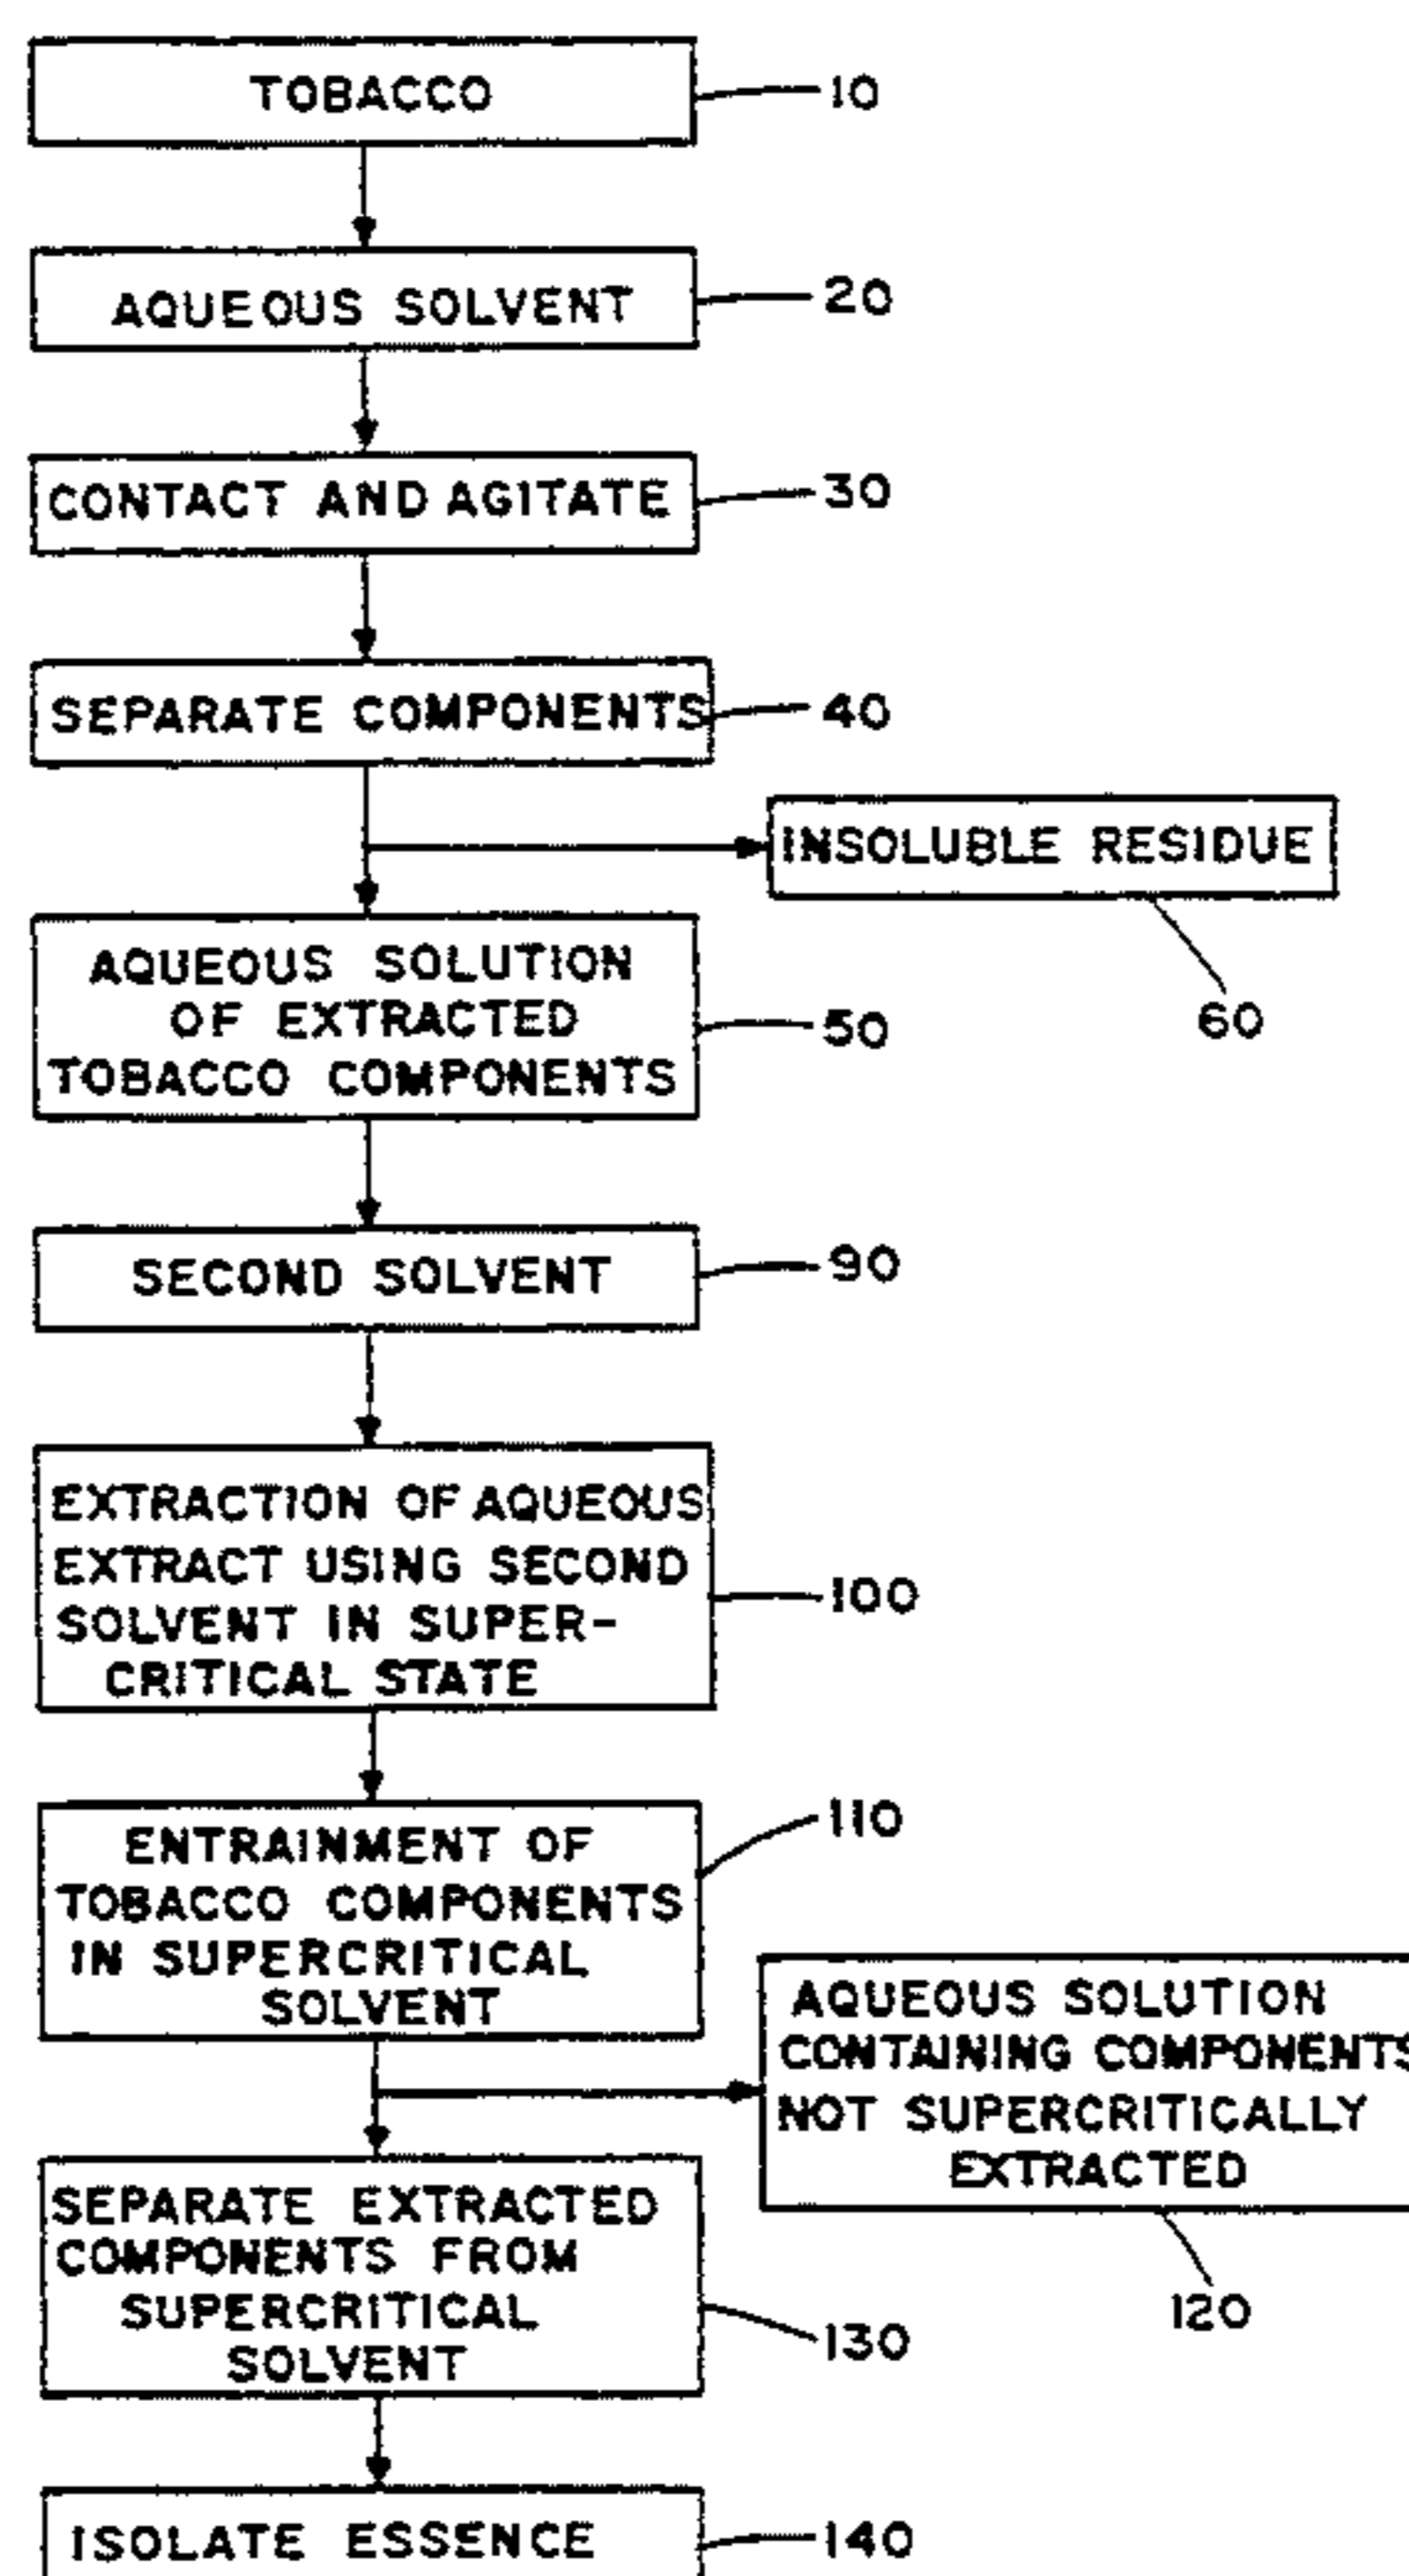 TOBACCO
10
AQUEOUS SOLVENT
20
CONTACT AND AGITATE
30
SEPARATE COMPONENTS
40
INSOLUBLE RESIDUE
60
AQUEOUS SOLUTION
OF EXTRACTED
TOBACCO COMPONENTS
50
SECOND SOLVENT
90
EXTRACTION OF AQUEOUS
EXTRACT USING SECOND
SOLVENT IN SUPER-
CRITICAL STATE
100
ENTRAINMENT OF
TOBACCO COMPONENTS
IN SUPERCRITICAL
SOLVENT
110
AQUEOUS SOLUTION
CONTAINING COMPONENTS
NOT SUPERCRITICALLY
EXTRACTED
120
SEPARATE EXTRACTED
COMPONENTS FROM
SUPERCRITICAL
SOLVENT
130
ISOLATE ESSENCE
140